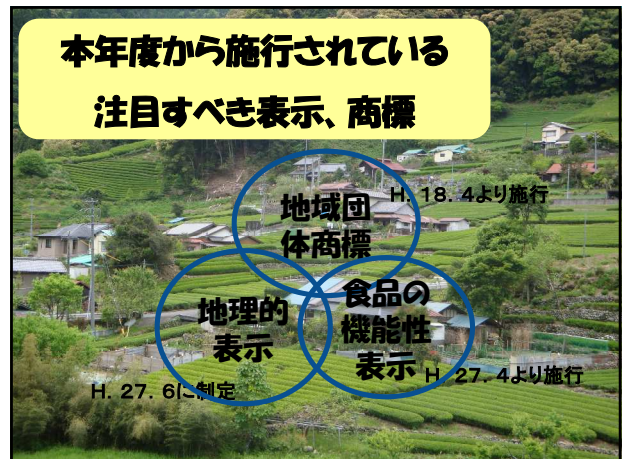 本年度から施行されている
注目すべき表示、商標
地域団
体商標
H. 18. 4より施行
地理的
表示
食品の
機能性
表示
H. 27. 6に制定
H. 27. 4より施行